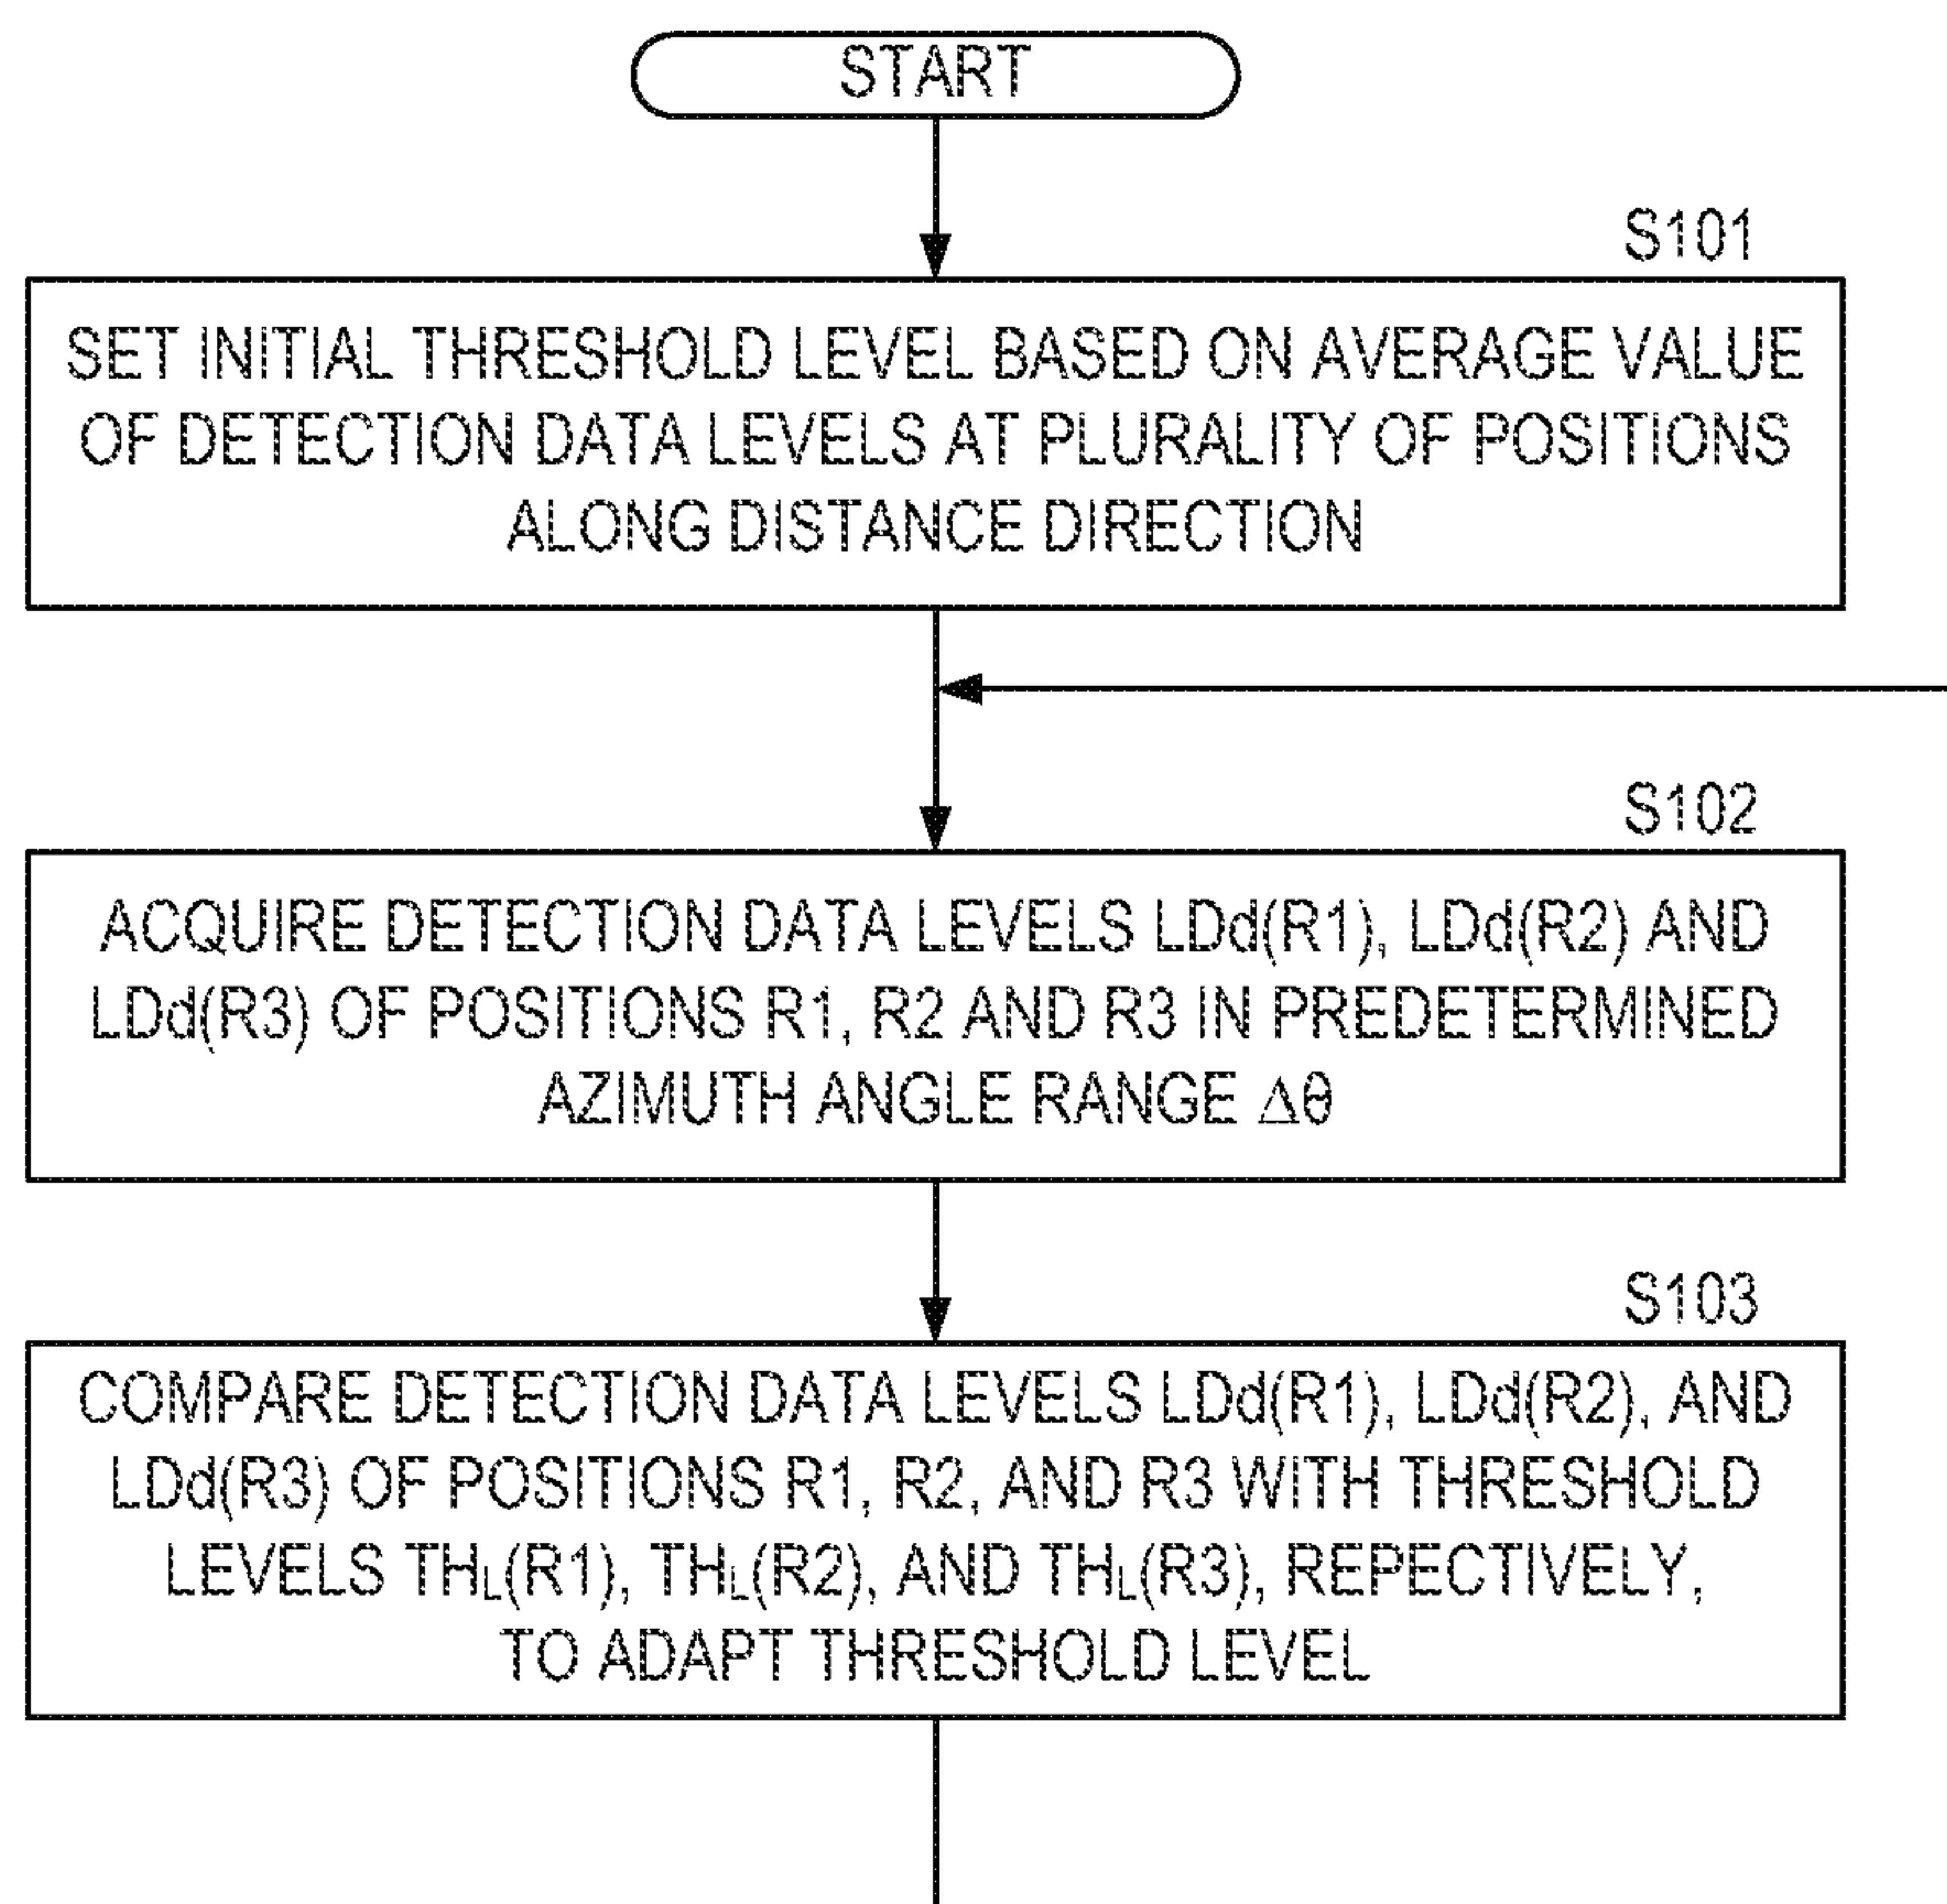 START
S101
SET INITIAL THRESHOLD LEVEL BASED ON AVERAGE VALUE
OF DETECTION DATA LEVELS AT PLURALITY OF POSITIONS
ALONG DISTANCE DIRECTION
S102
ACQUIRE DETECTION DATA LEVELS LDd(R1), LDd(R2) AND
LDd(R3) OF POSITIONS R1, R2 AND R3 IN PREDETERMINED
AZIMUTH ANGLE RANGE Δθ
S103
COMPARE DETECTION DATA LEVELS LDd(R1), LDd(R2), AND
LDd(R3) OF POSITIONS R1, R2, AND R3 WITH THRESHOLD
LEVELS THL(R1), THL(R2), AND THL(R3), REPECTIVELY,
TO ADAPT THRESHOLD LEVEL